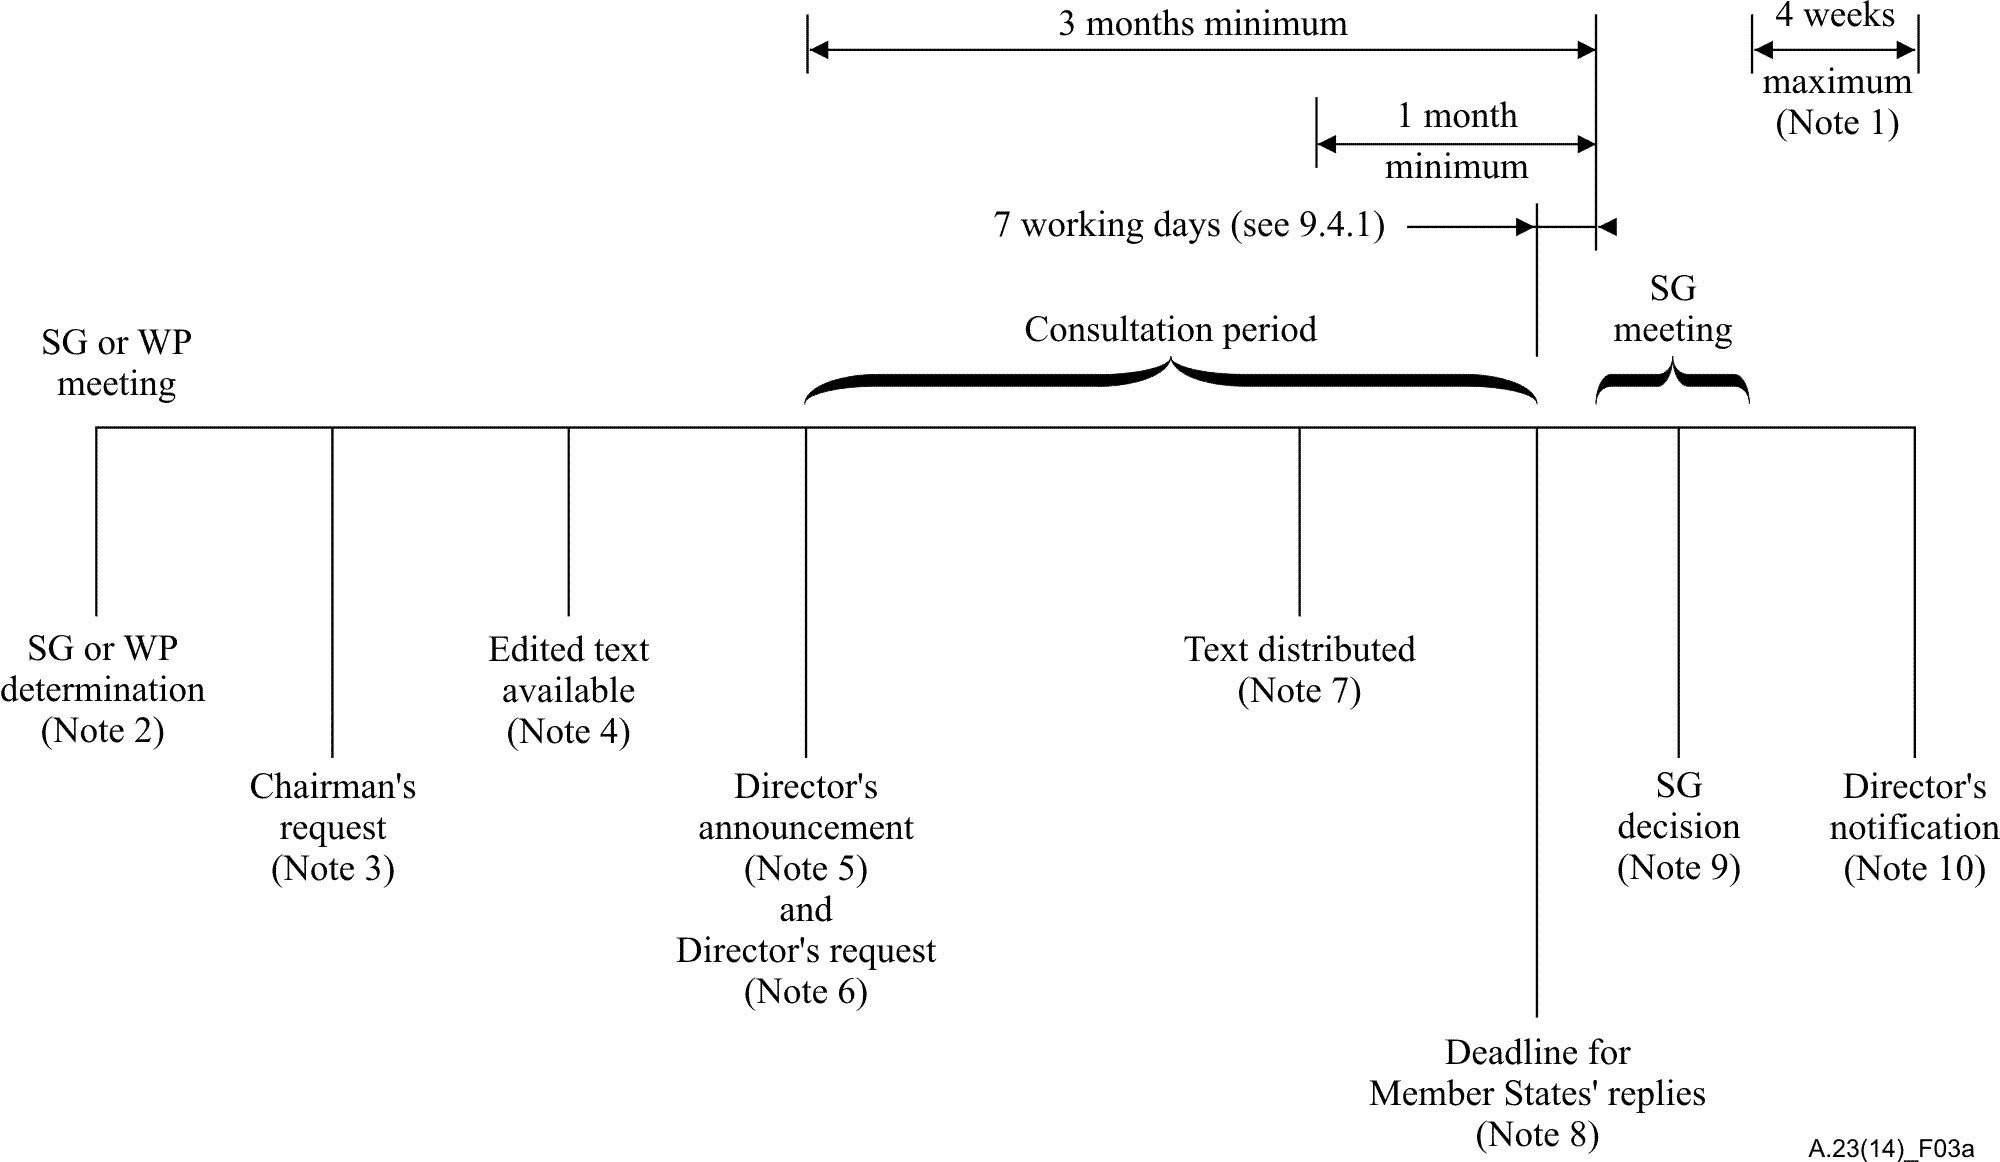 3 months minimum
4 weeks
maximum
(Note 1)
1 month
minimum
7 working days (see 9.4.1)
SG
meeting
Consultation period
SG or WP
meeting
SG or WP
determination
(Note 2)
Chairman's
request
(Note 3)
Edited text
available
(Note 4)
Director's
announcement
(Note 5)
and
Director's request
(Note 6)
Text distributed
(Note 7)
Deadline for
Member States' replies
(Note 8)
SG
decision
(Note 9)
Director's
notification
(Note 10)
A.23(14)_F03a